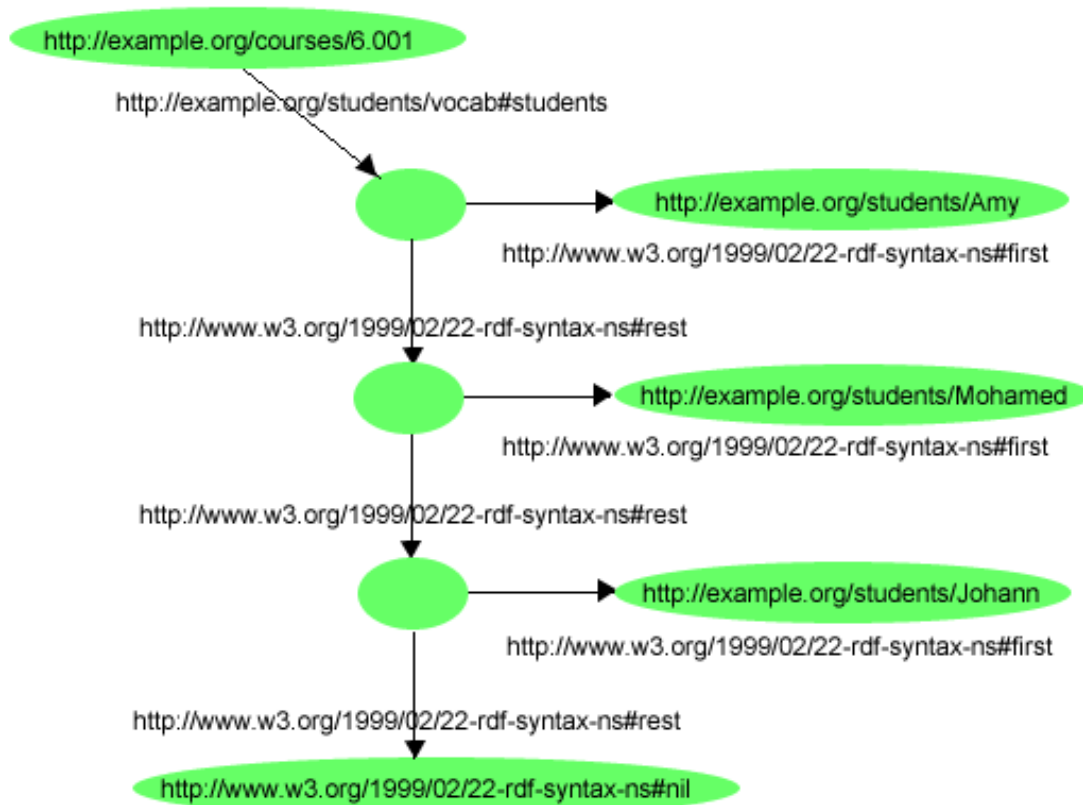 http://example.org/courses/6.001
http://example.org/students/vocab#students
http://example.org/students/Amy
http://www.w3.org/1999/02/22-rdf-syntax-ns#first
http://www.w3.org/1999/02/22-rdf-syntax-ns#rest
http://example.org/students/Mohamed
http://www.w3.org/1999/02/22-rdf-syntax-ns#first
http://www.w3.org/1999/02/22-rdf-syntax-ns#rest
http://example.org/students/Johann
http://www.w3.org/1999/02/22-rdf-syntax-ns#first
http://www.w3.org/1999/02/22-rdf-syntax-ns#rest
http://www.w3.org/1999/02/22-rdf-syntax-ns#nil